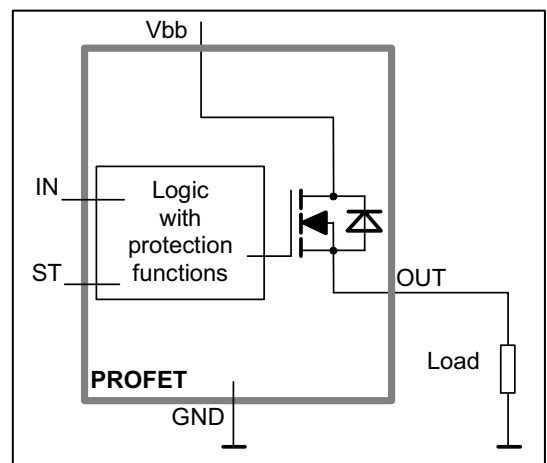 Vbb
IN
Logic
with
protection
functions
ST
OUT
Load
PROFET
GND